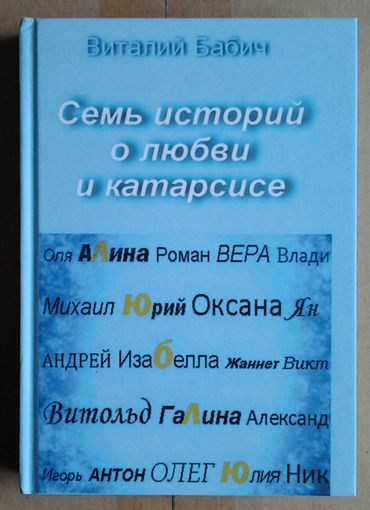 Виталий Бабич
Семь историй
о любви
и катарсисе
Оля АЛина Роман ВЕРА Влади
Михаил Юрий Оксана Ян
АНДРЕЙ Изабелла Жаннет Викт
Витольд ГаЛина Александ
Игорь АНТОН ОЛЕГ Юлия Ник